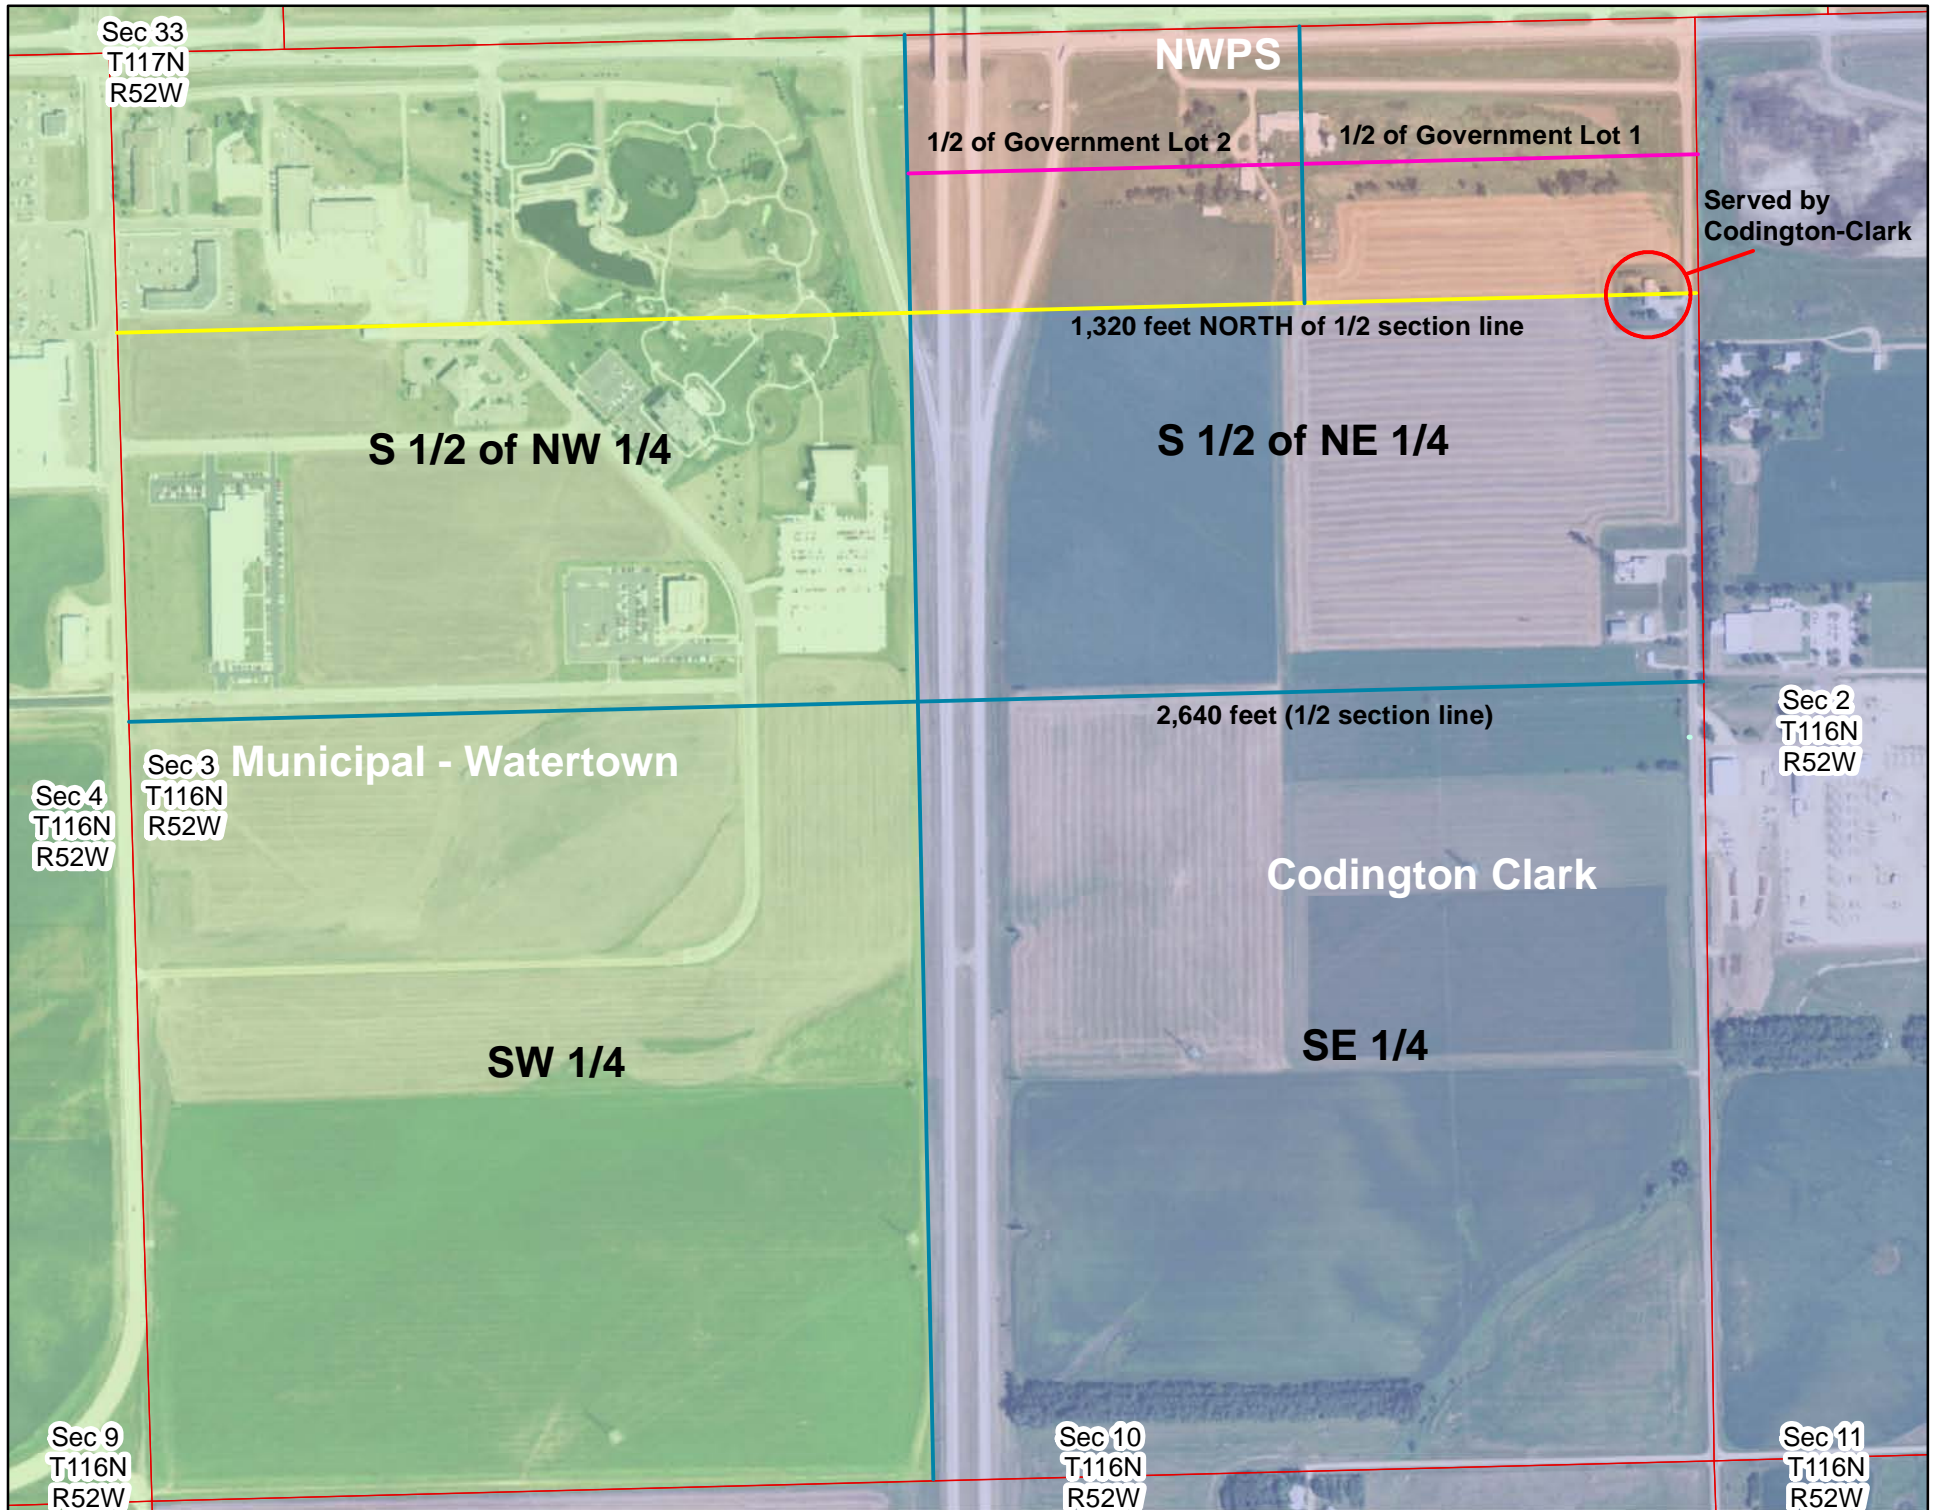 Sec 33
T117N
R52W
NWPS
1/2 of Government Lot 2
1/2 of Government Lot 1
Served by
Codington-Clark
1,320 feet NORTH of 1/2 section line
S 1/2 of NW 1/4
S 1/2 of NE 1/4
2,640 feet (1/2 section line)
Sec 2
T116N
R52W
Municipal - Watertown
Sec 3
T116N
R52W
Sec 4
T116N
R52W
Codington Clark
SW 1/4
SE 1/4
Sec 9
T116N
R52W
Sec 10
T116N
R52W
Sec 11
T116N
R52W